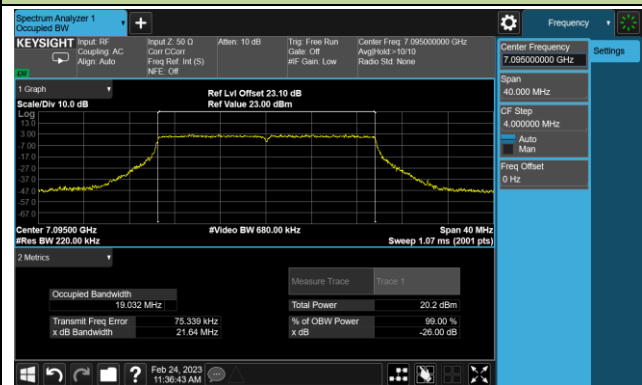 Spectrum Analyzer 1
Occupied BW
Frequency
KEYSIGHT
Input: RF
Coupling: AC
Align: Auto
Input Z: 50 Ω
Corr CCorr
Freq Ref: Int (S)
NFE: Off
Atten: 10 dB
Trig: Free Run
Gate: Off
#IF Gain: Low
Center Freq: 7.095000000 GHz
Avg|Hold:>10/10
Radio Std: None
Center Frequency
7.095000000 GHz
Settings
Span
40.000 MHz
CF Step
4.000000 MHz
Auto
Man
Freq Offset
0 Hz
1 Graph
Scale/Div 10.0 dB
Ref Lvl Offset 23.10 dB
Ref Value 23.00 dBm
Log
13.0
3.00
-7.00
-17.0
-27.0
-37.0
-47.0
-57.0
-67.0
Center 7.09500 GHz
#Video BW 680.00 kHz
Span 40 MHz
#Res BW 220.00 kHz
Sweep 1.07 ms (2001 pts)
2 Metrics
Measure Trace
Trace 1
Occupied Bandwidth
19.032 MHz
Total Power
20.2 dBm
Transmit Freq Error
75.339 kHz
% of OBW Power
99.00 %
x dB Bandwidth
21.64 MHz
x dB
-26.00 dB
?
Feb 24, 2023
11:36:43 AM